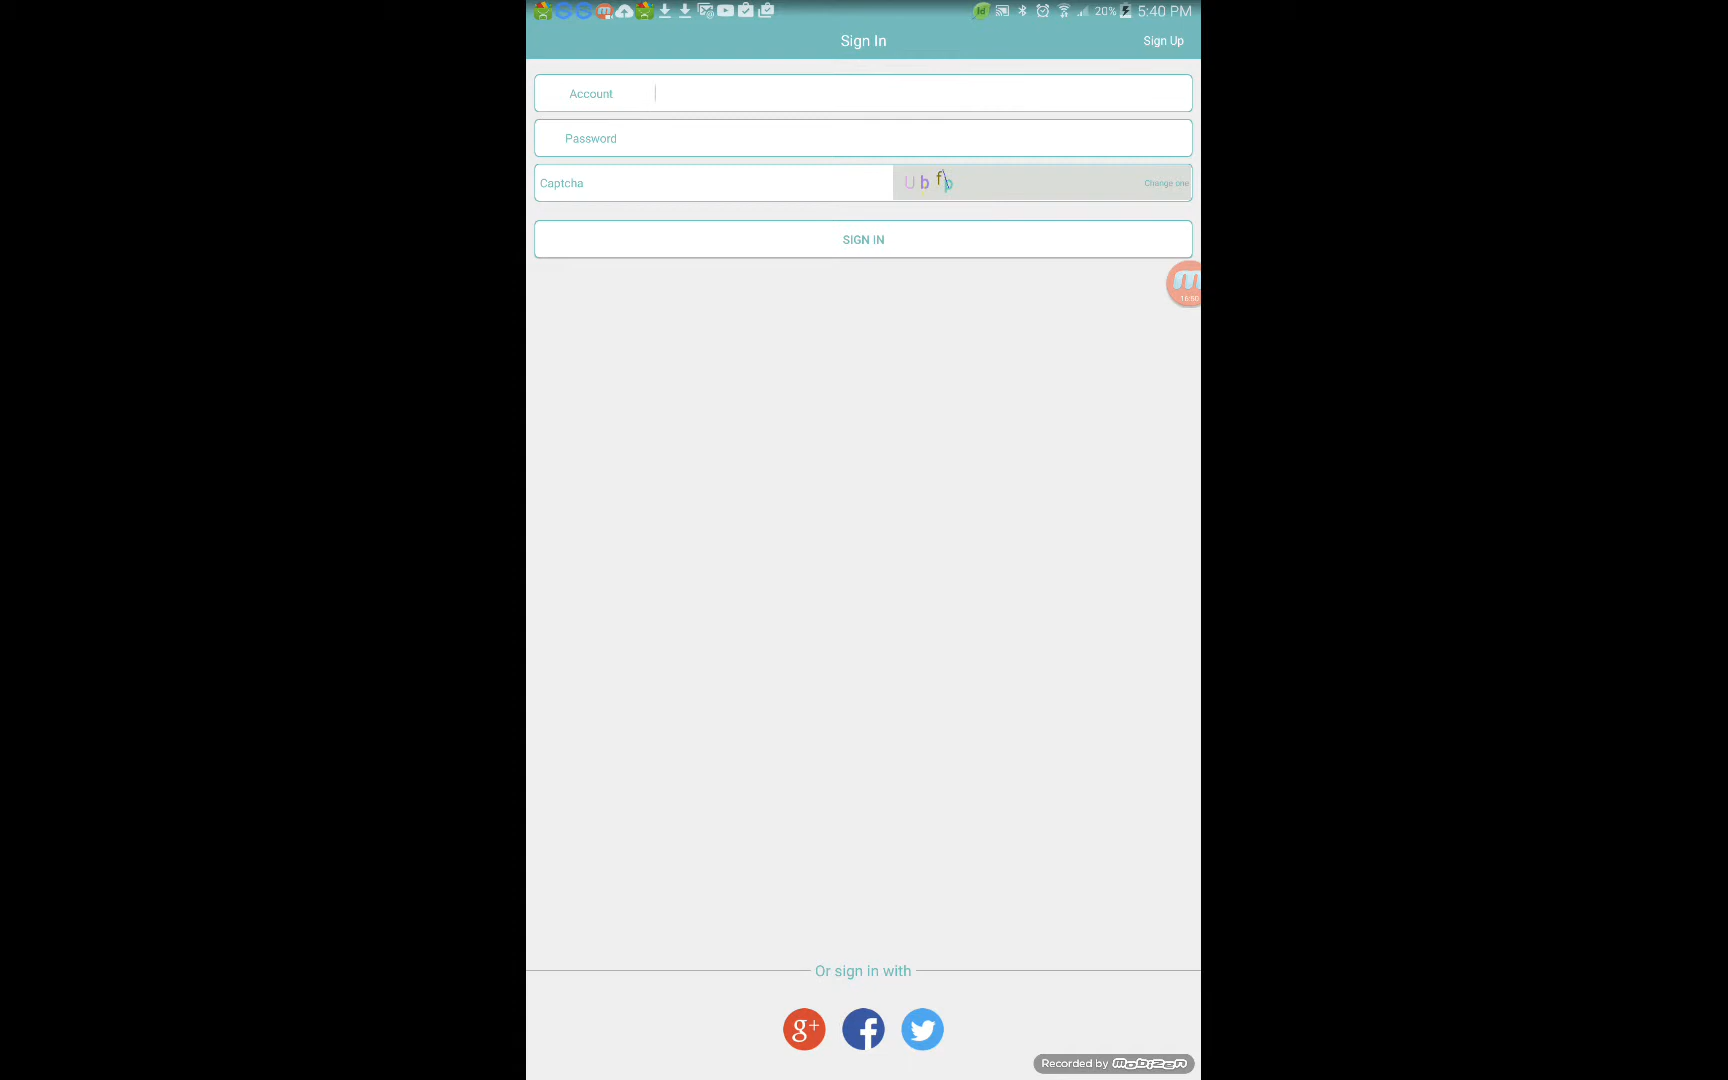 20% 5:40 PM
Sign In Sign Up
Account
Password
Captcha U b f p Change one
SIGN IN
m
Or sign in with
g+ f
Recorded by mobizen